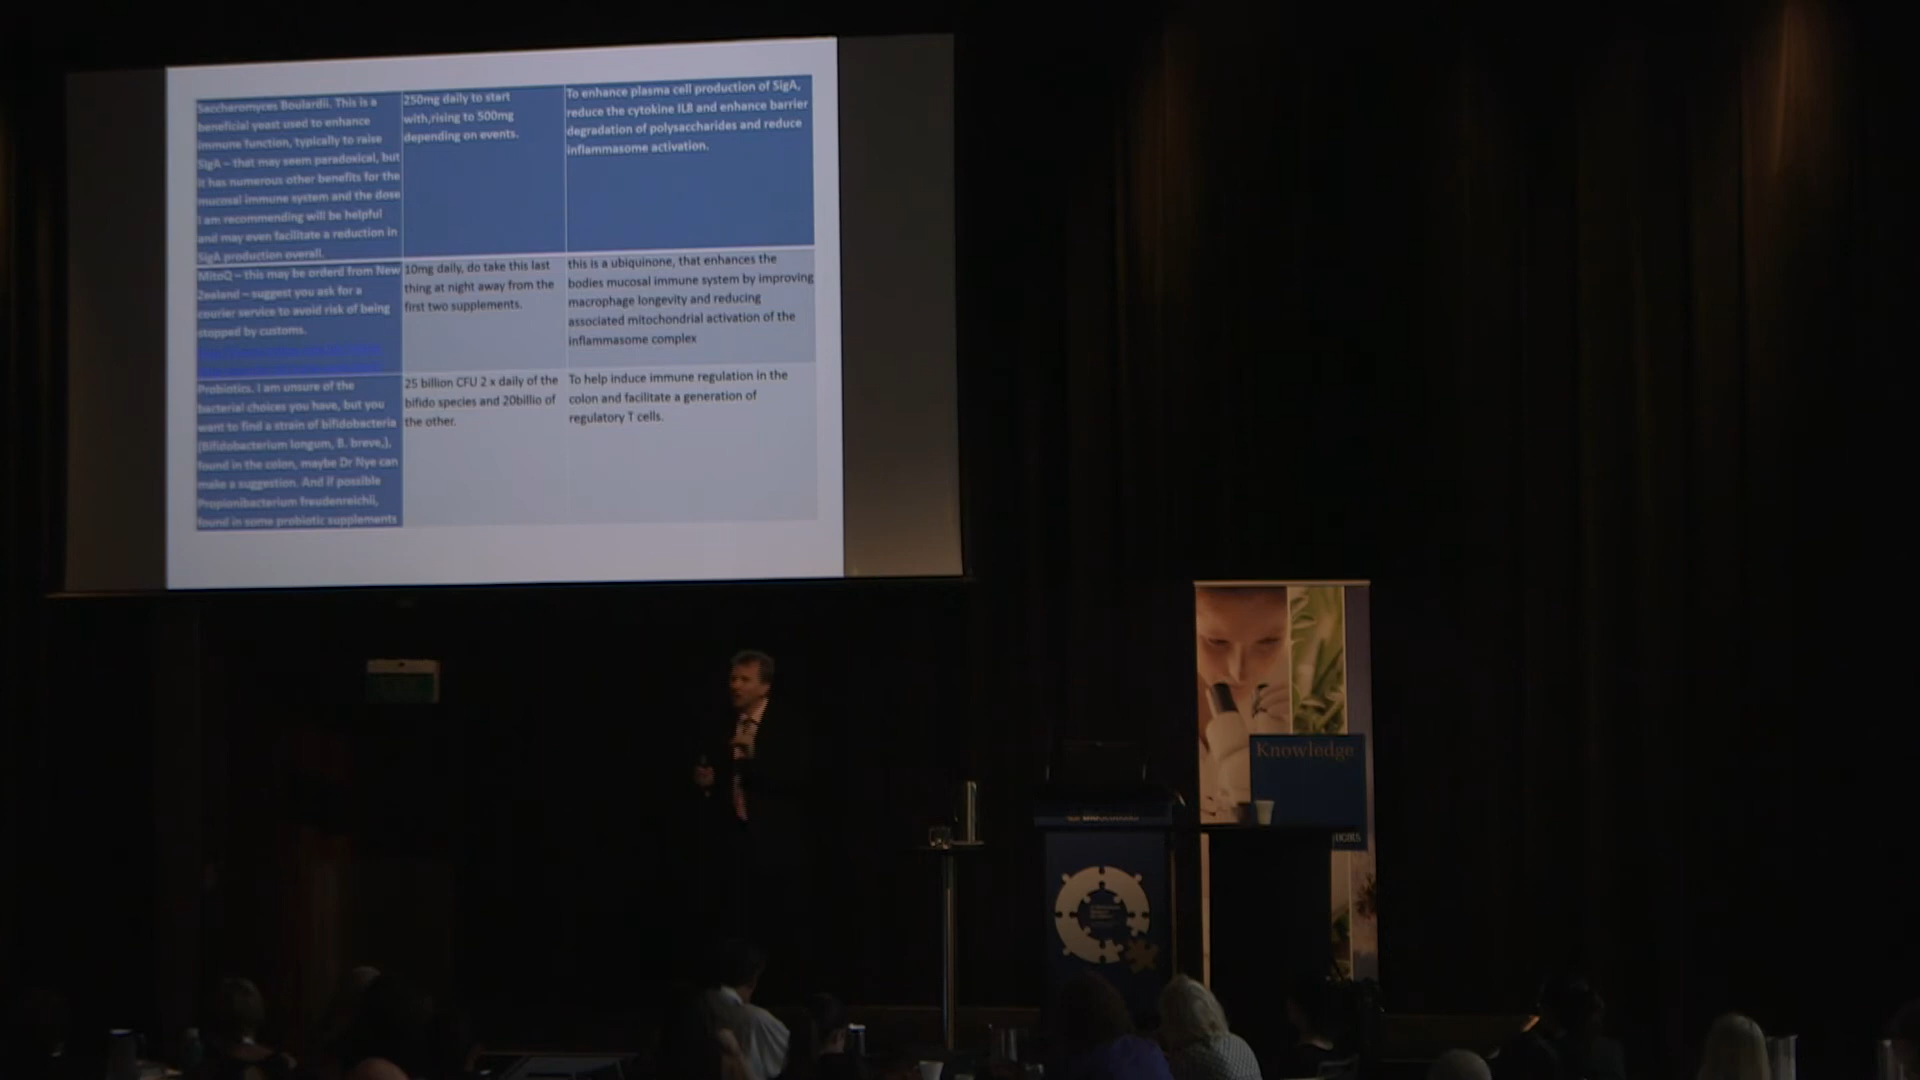 Saccharomyces Boulardii. This is a
beneficial yeast used to enhance
immune function, typically to raise
SigA – that may seem paradoxical, but
it has numerous other benefits for the
mucosal immune system and the dose
I am recommending will be helpful
and may even facilitate a reduction in
SigA production overall.
250mg daily to start
with,rising to 500mg
depending on events.
To enhance plasma cell production of SigA,
reduce the cytokine IL8 and enhance barrier
degradation of polysaccharides and reduce
inflammasome activation.
MitoQ – this may be orderd from New
Zealand – suggest you ask for a
courier service to avoid risk of being
stopped by customs.
10mg daily, do take this last
thing at night away from the
first two supplements.
this is a ubiquinone, that enhances the
bodies mucosal immune system by improving
macrophage longevity and reducing
associated mitochondrial activation of the
inflammasome complex
Probiotics. I am unsure of the
bacterial choices you have, but you
want to find a strain of bifidobacteria
(Bifidobacterium longum, B. breve,),
found in the colon, maybe Dr Nye can
make a suggestion. And if possible
Propionibacterium freudenreichii,
found in some probiotic supplements
25 billion CFU 2 x daily of the
bifido species and 20billio of
the other.
To help induce immune regulation in the
colon and facilitate a generation of
regulatory T cells.
Knowledge